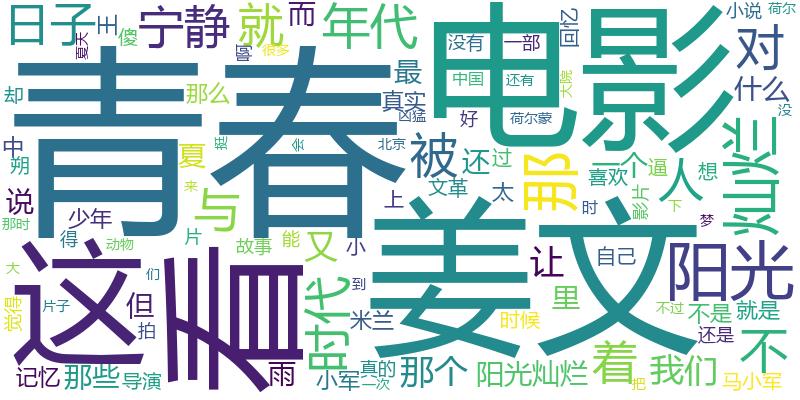 日子
王
宁静
就
而
年代
电影
小说
荷尔
夏天
傻
窝
很多
没有
一部
回忆
对
却
那么
最
中国
还有
大院
什么
青春
真实
凶猛
好
荷尔蒙
没
中
夏
挺
会
北京
被
还
过
那
一个
逼
人
想
灿烂
朔
说
少年
与
上
文革
太
喜欢
时
影片
下
梦
那时
来
得
动物
片
故事
能
又
小
姜文
让
自己
阳光
这
看
时代
到
里
不过
不是
就是
大
片子
们
但
拍
雨
米兰
时候
还是
不
觉得
记忆
那些
导演
小军
真的
一次
那个
阳光灿烂
着
把
我们
马小军